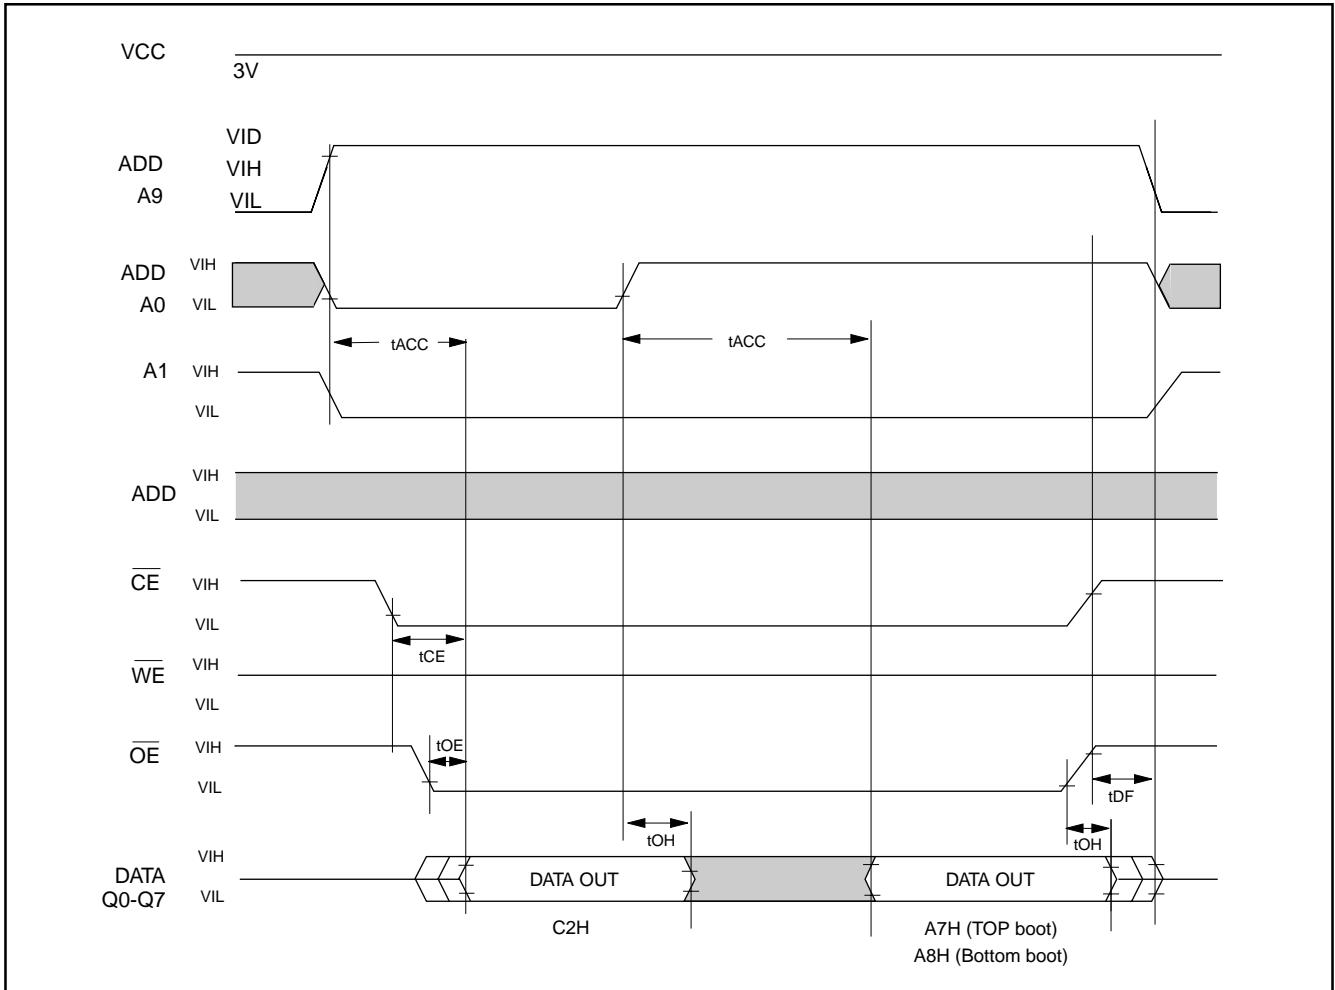 VCC
3V
VID
ADD
VIH
A9
VIL
ADD
VIH
A0
VIL
tACC
tACC
A1
VIH
VIL
ADD
VIH
VIL
CE
VIH
VIL
tCE
WE
VIH
VIL
OE
VIH
tOE
VIL
tDF
tOH
tOH
DATA
Q0-Q7
VIH
VIL
DATA OUT
DATA OUT
C2H
A7H (TOP boot)
A8H (Bottom boot)